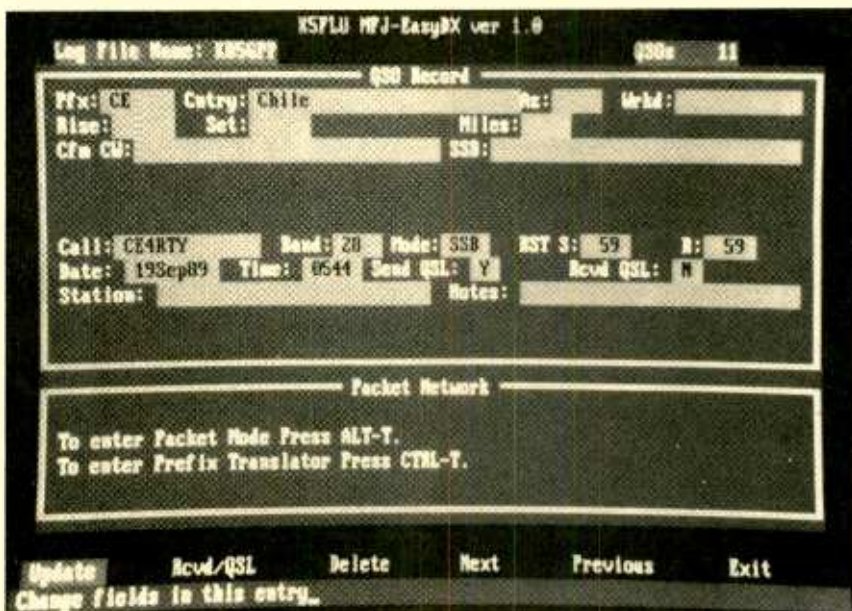 K5FLU MFJ-EasyDX ver 1.0
Log File Name: KB5GPP QSOs 11
QSO Record
Pfx: CE Cntry: Chile Az: Wrkd:
Rise: Set: Miles:
Cfm CW: SSB:
Call: CE4RTY Band: 28 Mode: SSB RST S: 59 R: 59
Date: 19Sep89 Time: 0544 Send QSL: Y Rcvd QSL: N
Station: Notes:
Packet Network
To enter Packet Mode Press ALT-T.
To enter Prefix Translator Press CTRL-T.
Update Rcvd/QSL Delete Next Previous Exit
Change fields in this entry_